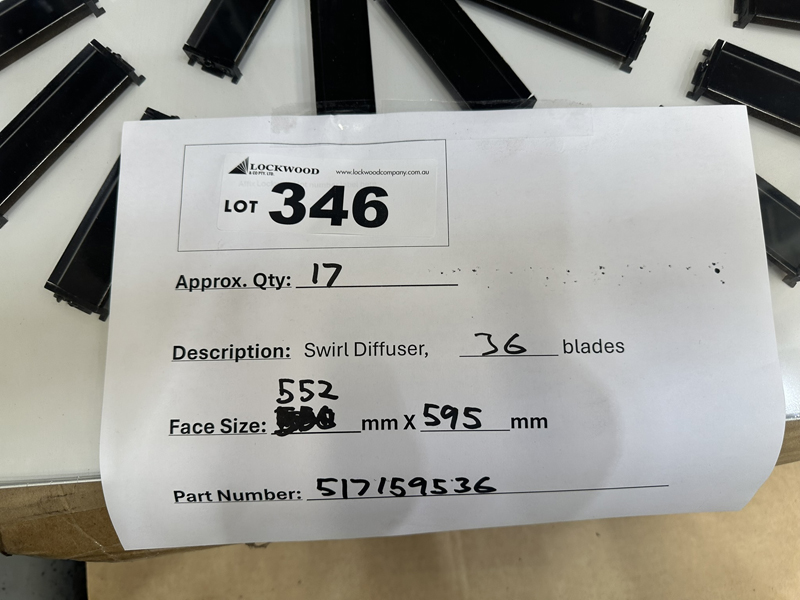 LOCKWOOD
& CO PTY. LTD.
www.lockwoodcompany.com.au
LOT 346
Approx. Qty: 17
Description: Swirl Diffuser, 36 blades
552
Face Size: mm X 595 mm
Part Number: 517159536